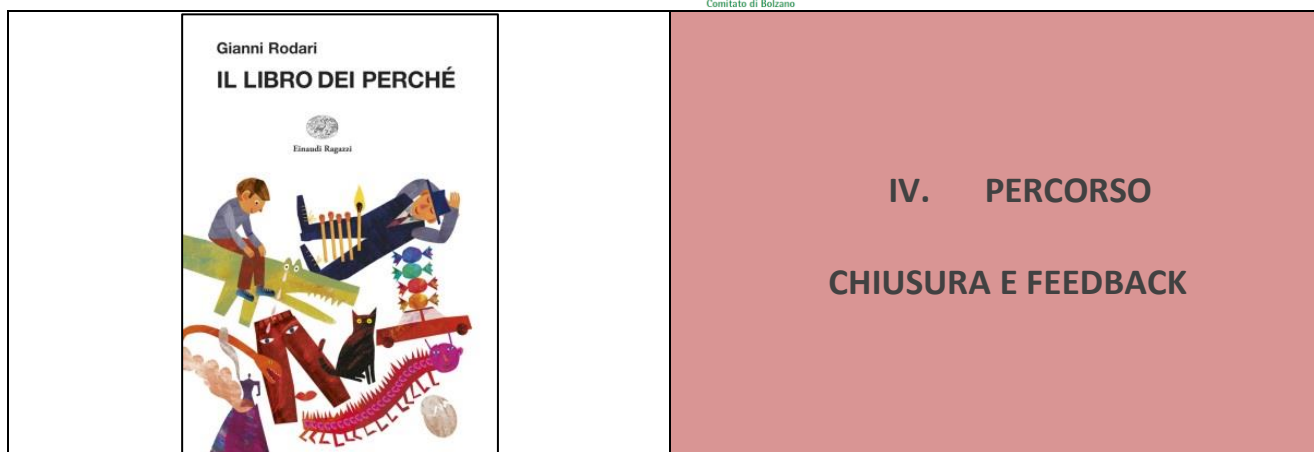 Comitato di Bolzano
Gianni Rodari
IL LIBRO DEI PERCHÉ
Einaudi Ragazzi
IV. PERCORSO
CHIUSURA E FEEDBACK